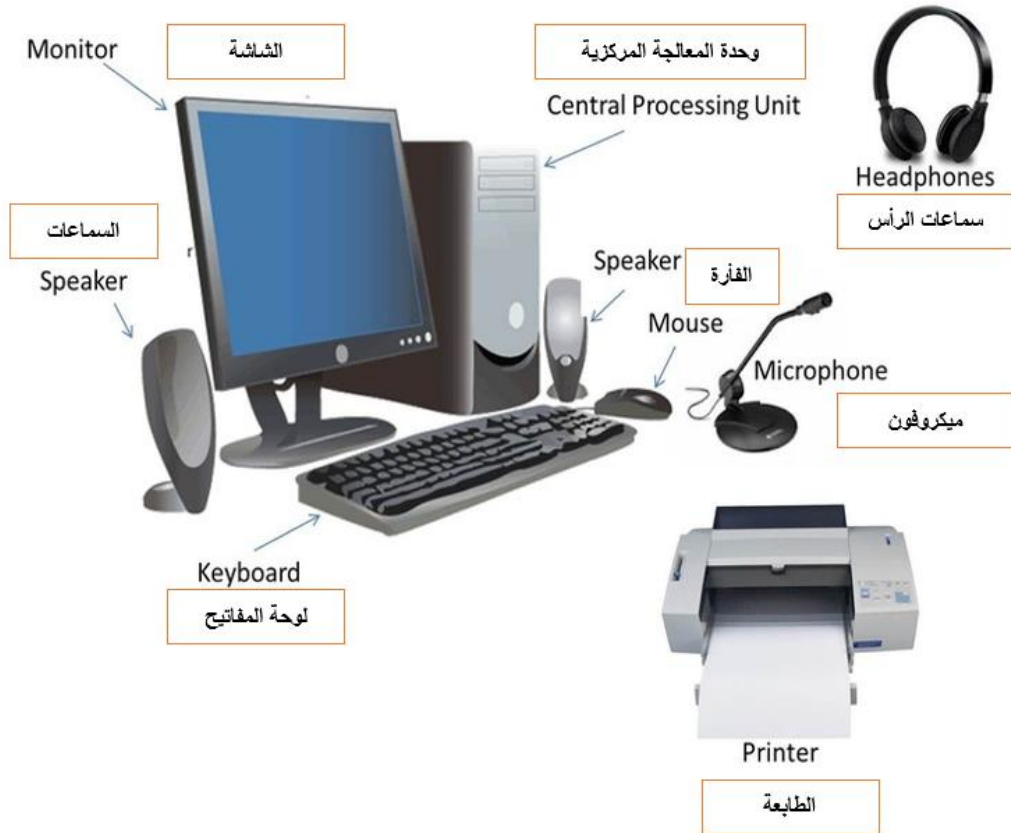 Monitor
الشاشة
وحدة المعالجة المركزية
Central Processing Unit
Headphones
سماعات الرأس
السماعات
r
Speaker
Speaker
الفأرة
Mouse
Microphone
ميكروفون
Keyboard
لوحة المفاتيح
Printer
الطابعة